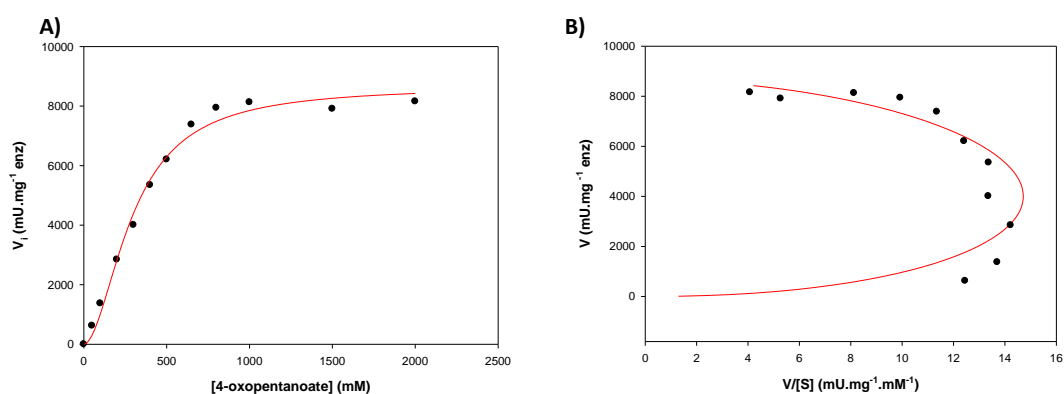 A)
10000
8000
6000
4000
2000
0
Vᵢ (mU.mg⁻¹ enz)
0 500 1000 1500 2000 2500
[4-oxopentanoate] (mM)
B)
10000
8000
6000
4000
2000
0
V (mU.mg⁻¹ enz)
0 2 4 6 8 10 12 14 16
V/[S] (mU.mg⁻¹.mM⁻¹)